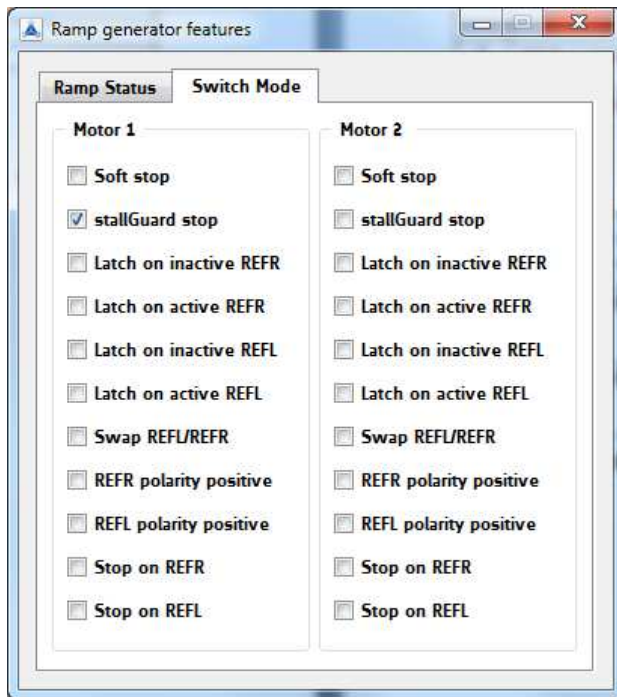 Ramp generator features
Ramp Status
Switch Mode
Motor 1
Soft stop
stallGuard stop
Latch on inactive REFR
Latch on active REFR
Latch on inactive REFL
Latch on active REFL
Swap REFL/REFR
REFR polarity positive
REFL polarity positive
Stop on REFR
Stop on REFL
Motor 2
Soft stop
stallGuard stop
Latch on inactive REFR
Latch on active REFR
Latch on inactive REFL
Latch on active REFL
Swap REFL/REFR
REFR polarity positive
REFL polarity positive
Stop on REFR
Stop on REFL